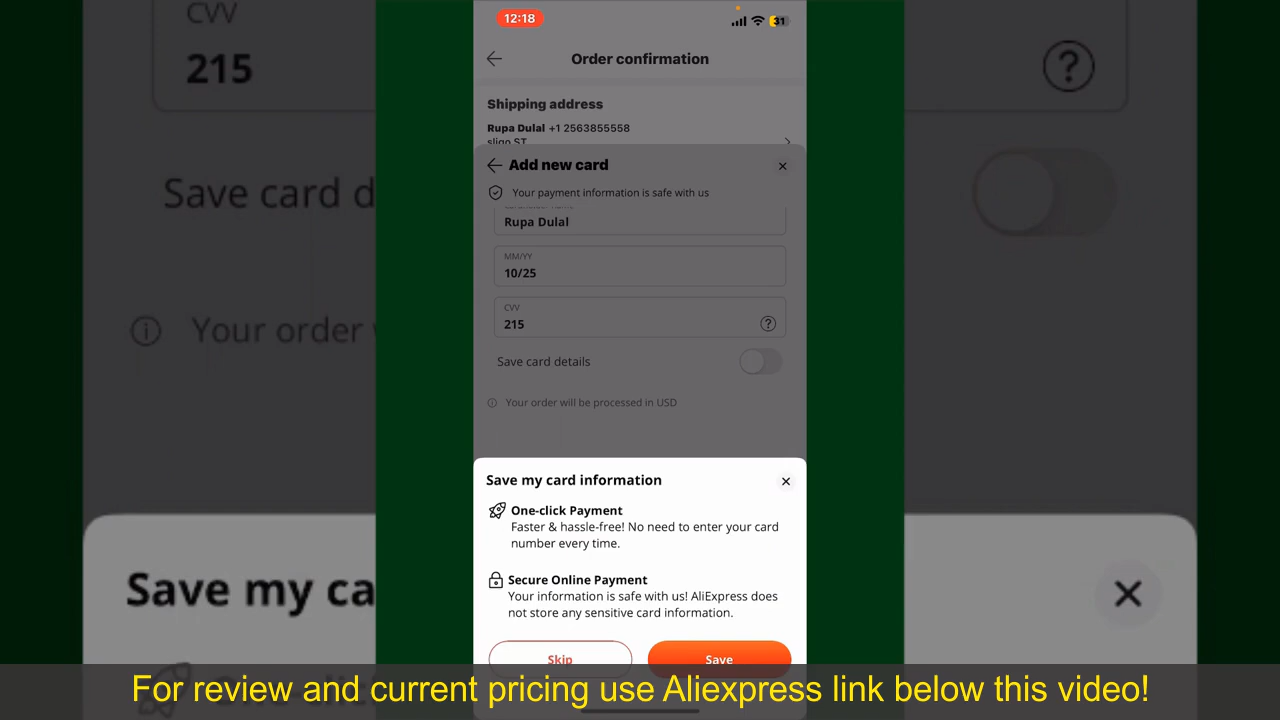 CVV
215
Save card d
Your order
Save my ca
12:18
31
Order confirmation
Shipping address
Rupa Dulal +1 2563855558
sligo ST
Add new card
Your payment information is safe with us
Rupa Dulal
MM/YY
10/25
CVV
215
Save card details
Your order will be processed in USD
Save my card information
One-click Payment
Faster & hassle-free! No need to enter your card
number every time.
Secure Online Payment
Your information is safe with us! AliExpress does
not store any sensitive card information.
Skip
Save
For review and current pricing use Aliexpress link below this video!